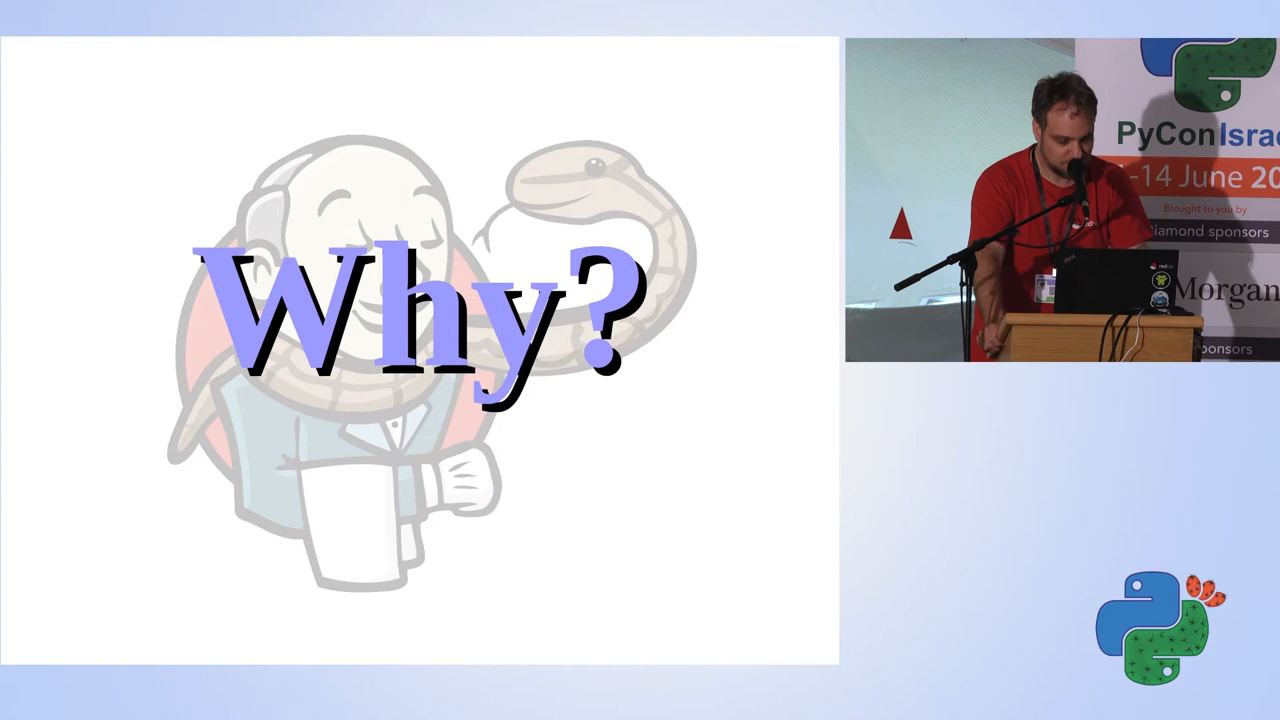 Why?
PyCon Israe
-14 June 20
Brought to you by
iamond sponsors
Morgan
ponsors